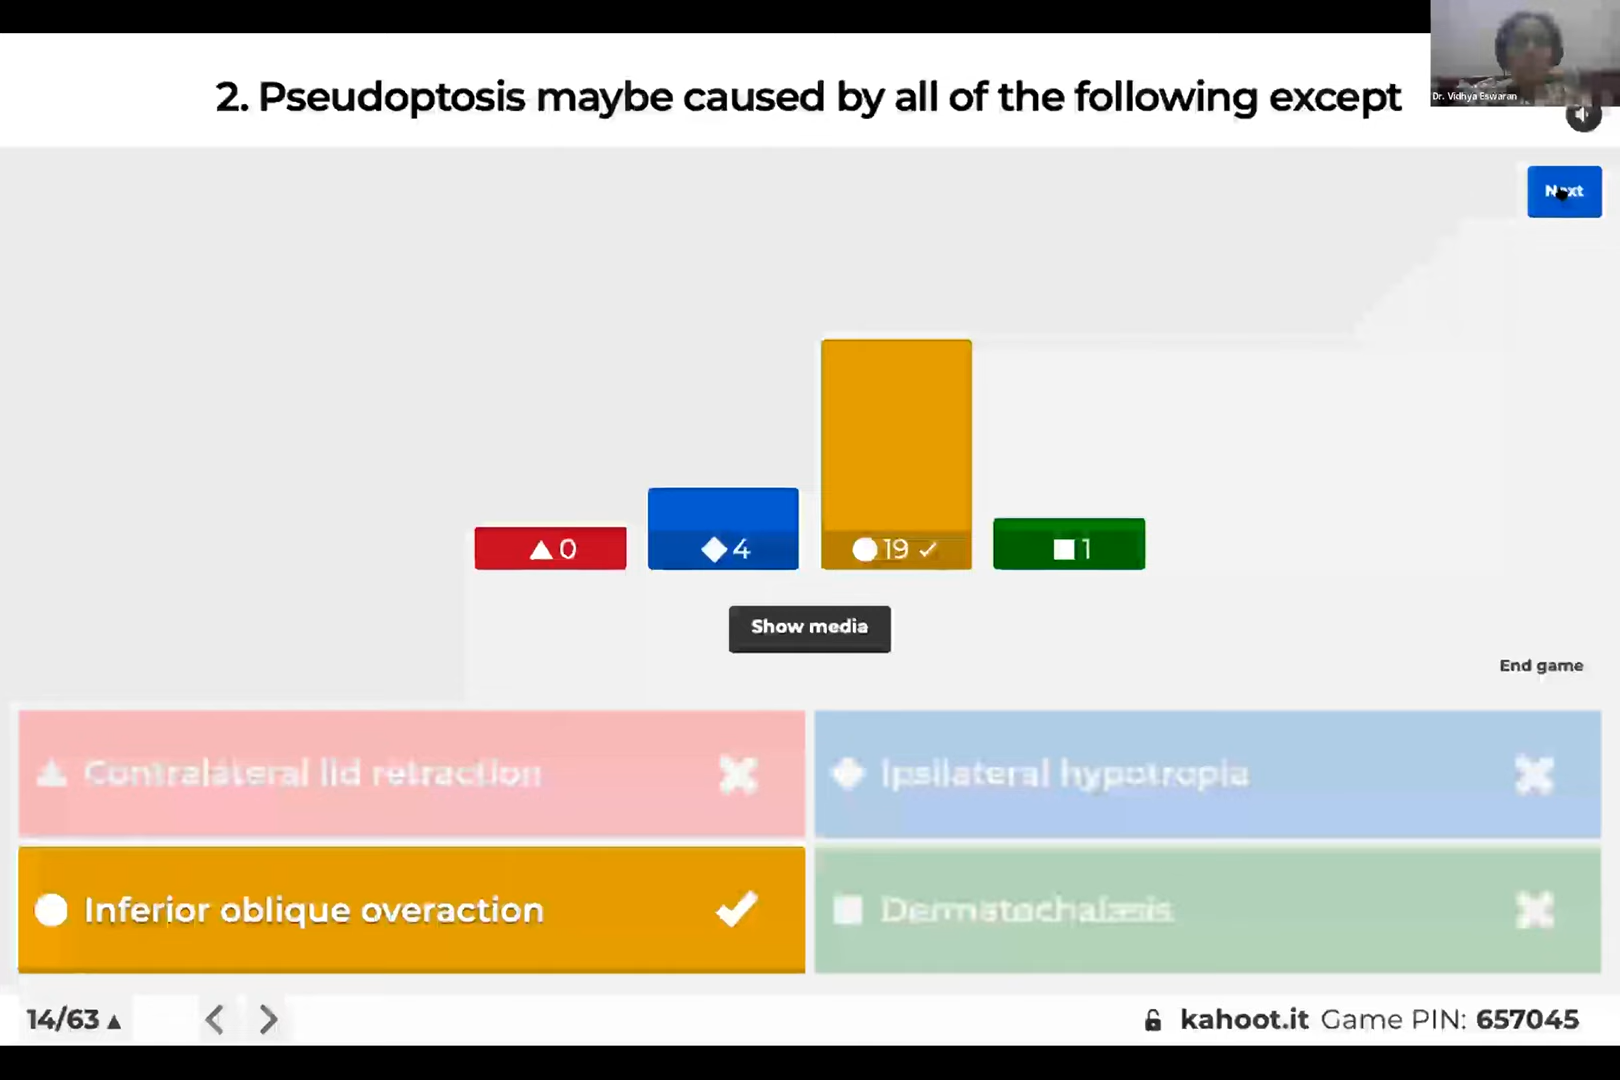 2. Pseudoptosis maybe caused by all of the following except
Dr. Vidhya Eswaran
Next
0
4
19
1
Show media
End game
Contralateral lid retraction
Ipsilateral hypotropia
Inferior oblique overaction
Dermatochalasis
14/63
kahoot.it Game PIN: 657045